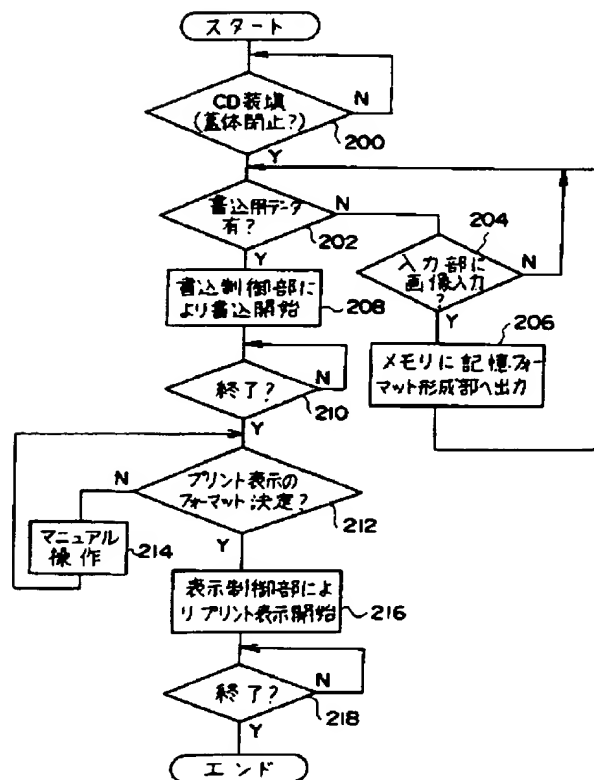 スタート
CD装填
(蓋体閉止?)
N
200
Y
書込用データ
有?
N
202
Y
204
入力部に
画像入力
?
N
Y
書込制御部に
より書込開始
208
206
メモリに記憶フォー
マット形成部へ出力
終了?
N
210
Y
プリント表示の
フォーマット決定?
N
212
Y
マニュアル
操作
214
表示制御部によ
りプリント表示開始
216
終了?
N
218
Y
エンド